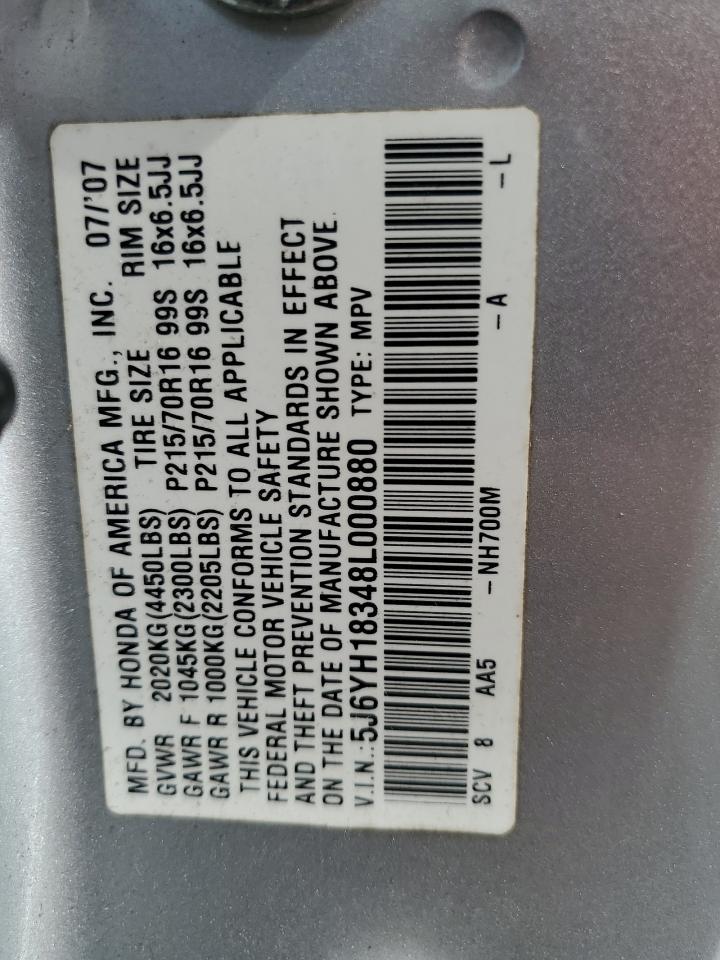 MFD. BY HONDA OF AMERICA MFG., INC. 07/'07
GVWR 2020KG(4450LBS) TIRE SIZE RIM SIZE
GAWR F 1045KG(2300LBS) P215/70R16 99S 16x6.5JJ
GAWR R 1000KG(2205LBS) P215/70R16 99S 16x6.5JJ
THIS VEHICLE CONFORMS TO ALL APPLICABLE
FEDERAL MOTOR VEHICLE SAFETY
AND THEFT PREVENTION STANDARDS IN EFFECT
ON THE DATE OF MANUFACTURE SHOWN ABOVE.
V.I.N.:5J6YH18348L000880 TYPE: MPV
SCV 8 AA5 -NH700M -A -L